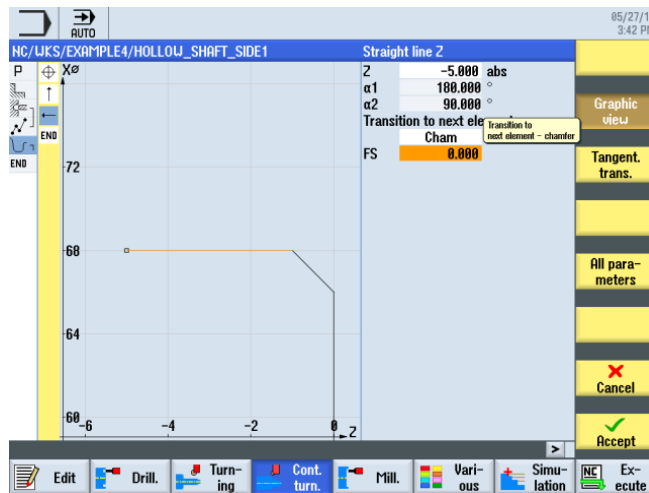 AUTO
05/27/1
3:42 P
NC/WKS/EXAMPLE4/HOLLOW_SHAFT_SIDE1
Straight line Z
P
END
END
XØ
72
68
64
60
-6
-4
-2
0
Z
Z -5.000 abs
α1 180.000 °
α2 90.000 °
Transition to next ele
Transition to
next element - chamfer
Cham
FS 0.000
Graphic
view
Tangent.
trans.
All para-
meters
Cancel
Accept
>
Edit
Drill.
Turn-
ing
Cont.
turn.
Mill.
Vari-
ous
Simu-
lation
NC
Ex-
ecute